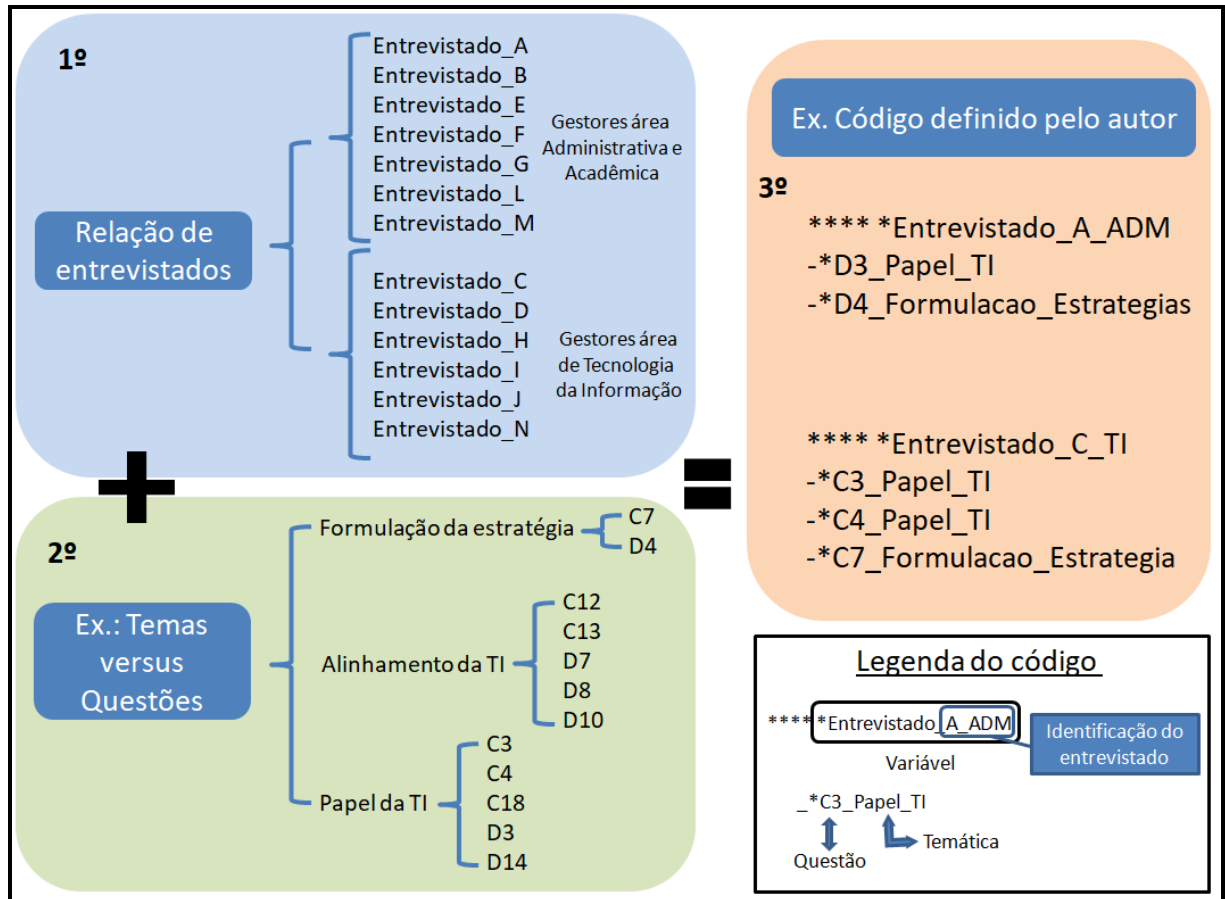 1º
Relação de
entrevistados
Entrevistado_A
Entrevistado_B
Entrevistado_E
Entrevistado_F
Entrevistado_G
Entrevistado_L
Entrevistado_M
Gestores área
Administrativa e
Acadêmica
Entrevistado_C
Entrevistado_D
Entrevistado_H
Entrevistado_I
Entrevistado_J
Entrevistado_N
Gestores área
de Tecnologia
da Informação
+
2º
Ex.: Temas
versus
Questões
Formulação da estratégia
C7
D4
Alinhamento da TI
C12
C13
D7
D8
D10
Papel da TI
C3
C4
C18
D3
D14
=
Ex. Código definido pelo autor
3º
**** *Entrevistado_A_ADM
-*D3_Papel_TI
-*D4_Formulacao_Estrategias
**** *Entrevistado_C_TI
-*C3_Papel_TI
-*C4_Papel_TI
-*C7_Formulacao_Estrategia
Legenda do código
**** *Entrevistado_A_ADM
Identificação do
entrevistado
Variável
_*C3_Papel_TI
Temática
Questão